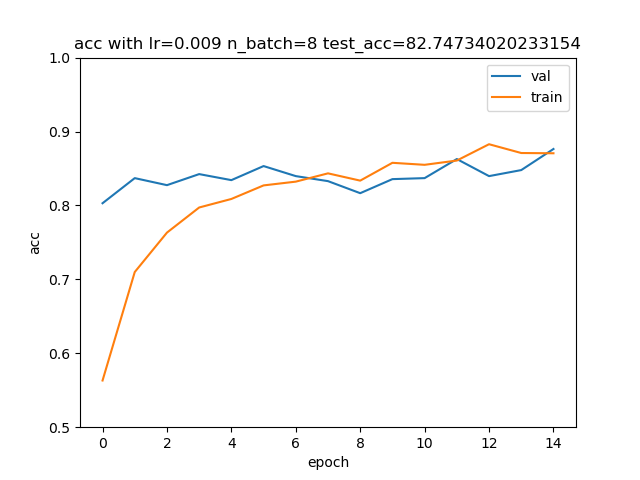 acc with lr=0.009 n_batch=8 test_acc=82.74734020233154
val
train
1.0
0.9
0.8
0.7
0.6
0.5
acc
0 2 4 6 8 10 12 14
epoch